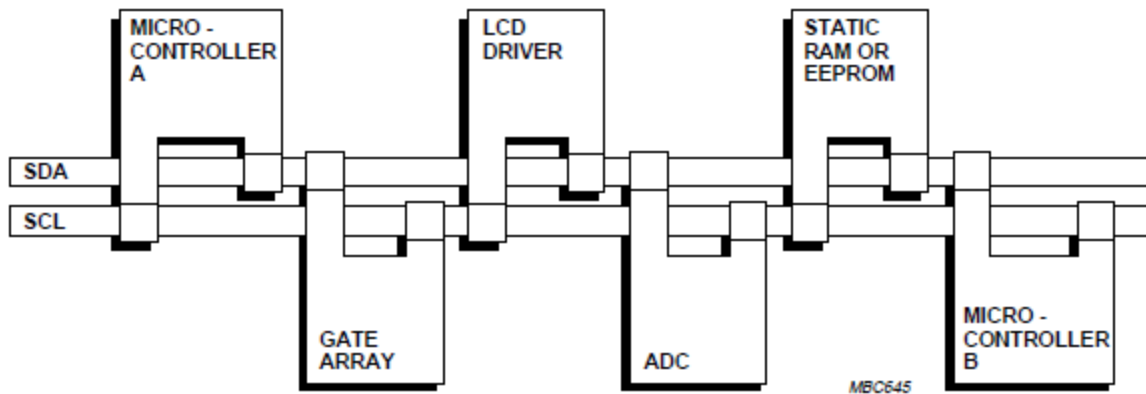 MICRO -
CONTROLLER
A
LCD
DRIVER
STATIC
RAM OR
EEPROM
SDA
SCL
GATE
ARRAY
ADC
MICRO -
CONTROLLER
B
MBC645